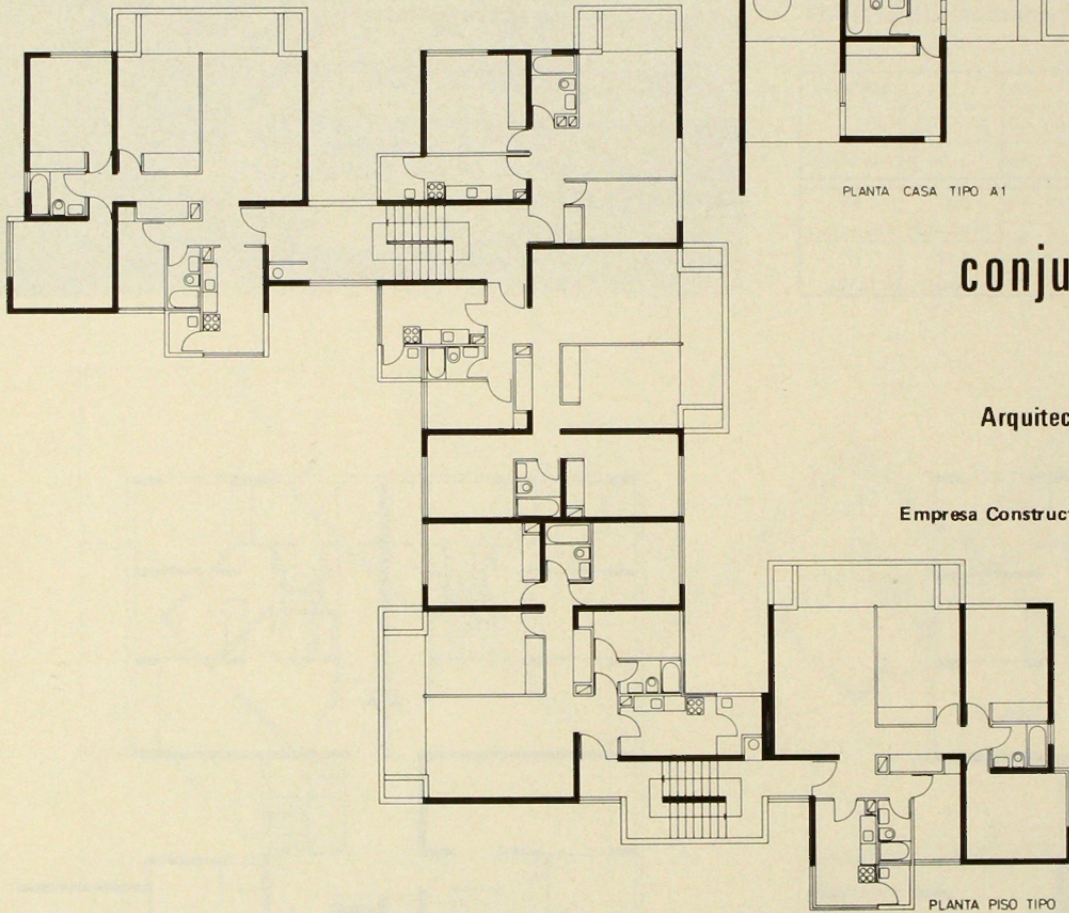 PLANTA CASA TIPO A1
conju
Arquitec
Empresa Construct
PLANTA PISO TIPO